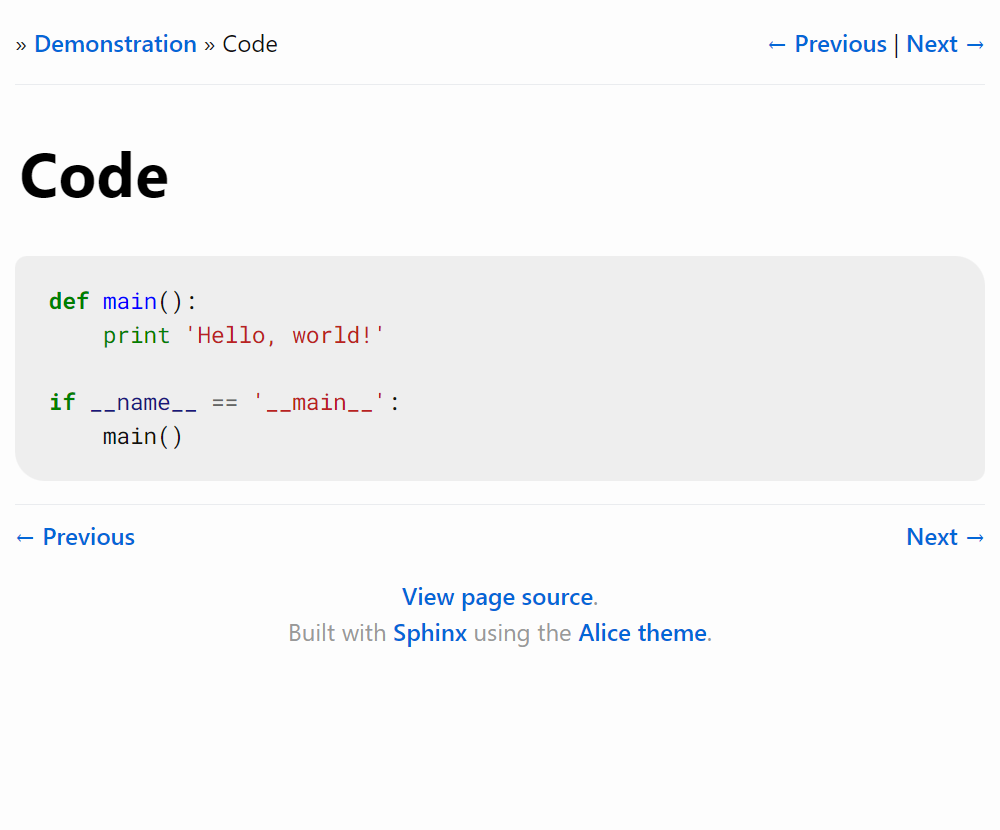 » Demonstration » Code
← Previous | Next →
Code
def main():
    print 'Hello, world!'
if __name__ == '__main__':
    main()
← Previous
Next →
View page source.
Built with Sphinx using the Alice theme.